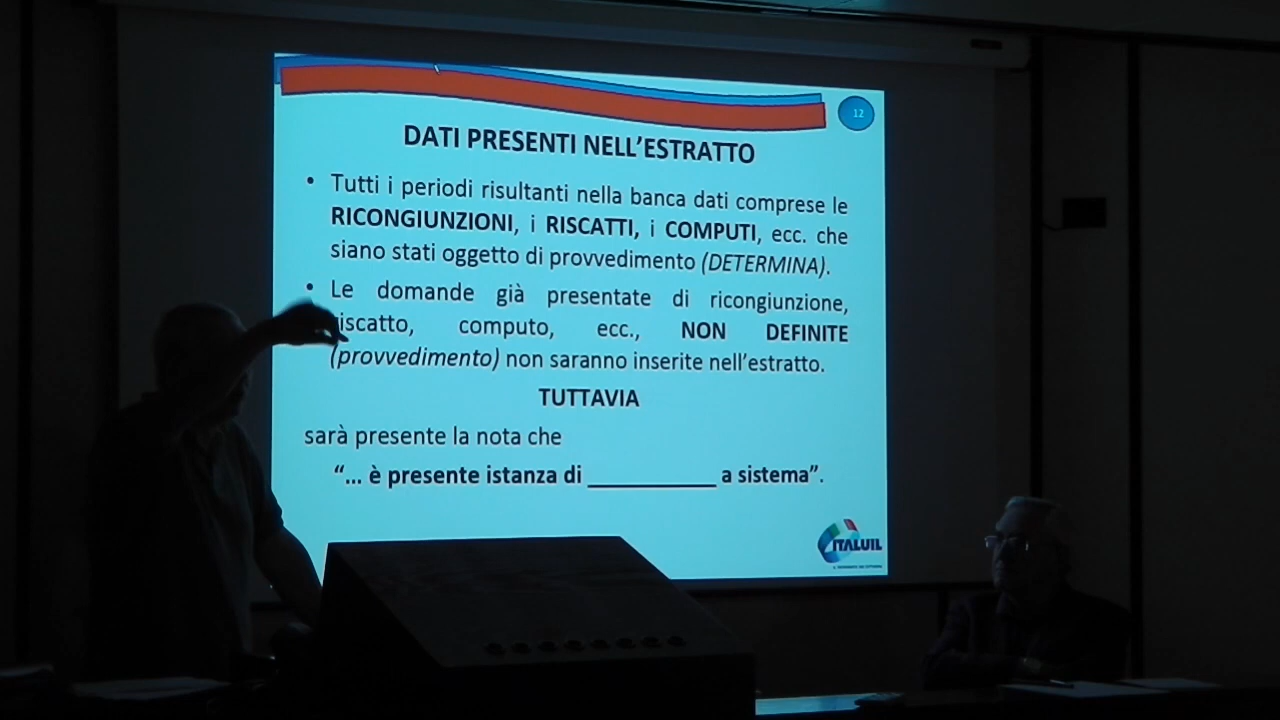 12
DATI PRESENTI NELL'ESTRATTO
• Tutti i periodi risultanti nella banca dati comprese le
RICONGIUNZIONI, i RISCATTI, i COMPUTI, ecc. che
siano stati oggetto di provvedimento (DETERMINA).
• Le domande già presentate di ricongiunzione,
iscatto, computo, ecc., NON DEFINITE
(provvedimento) non saranno inserite nell'estratto.
TUTTAVIA
sarà presente la nota che
“... è presente istanza di __________ a sistema”.
ITALUIL